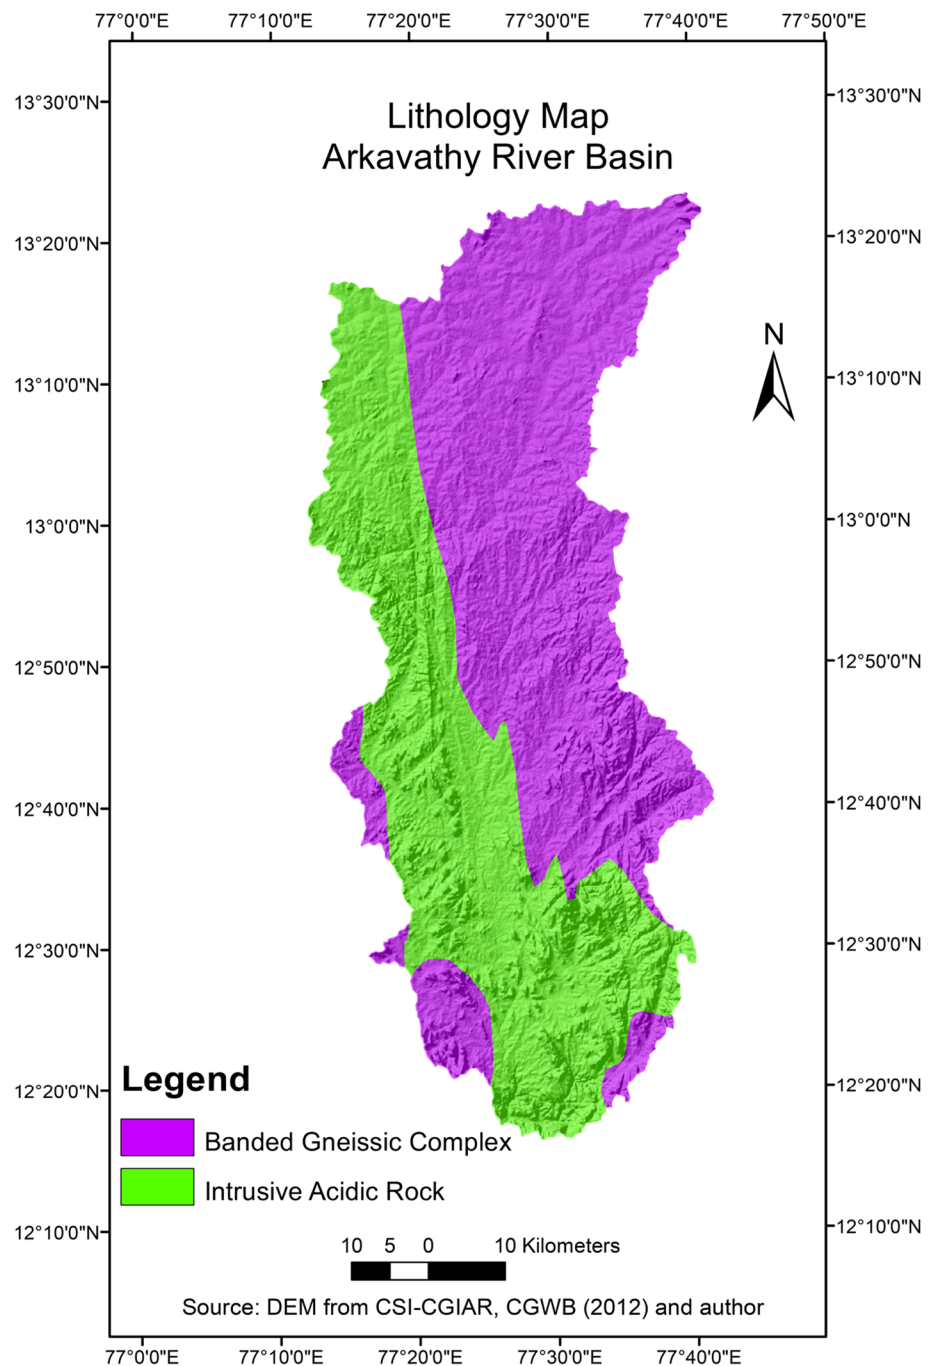 77°0'0"E 77°10'0"E 77°20'0"E 77°30'0"E 77°40'0"E 77°50'0"E
Lithology Map
Arkavathy River Basin
13°30'0"N 13°30'0"N
13°20'0"N 13°20'0"N
N
13°10'0"N 13°10'0"N
13°0'0"N 13°0'0"N
12°50'0"N 12°50'0"N
12°40'0"N 12°40'0"N
12°30'0"N 12°30'0"N
12°20'0"N 12°20'0"N
12°10'0"N 12°10'0"N
Legend
Banded Gneissic Complex
Intrusive Acidic Rock
10 5 0 10 Kilometers
Source: DEM from CSI-CGIAR, CGWB (2012) and author
77°0'0"E 77°10'0"E 77°20'0"E 77°30'0"E 77°40'0"E